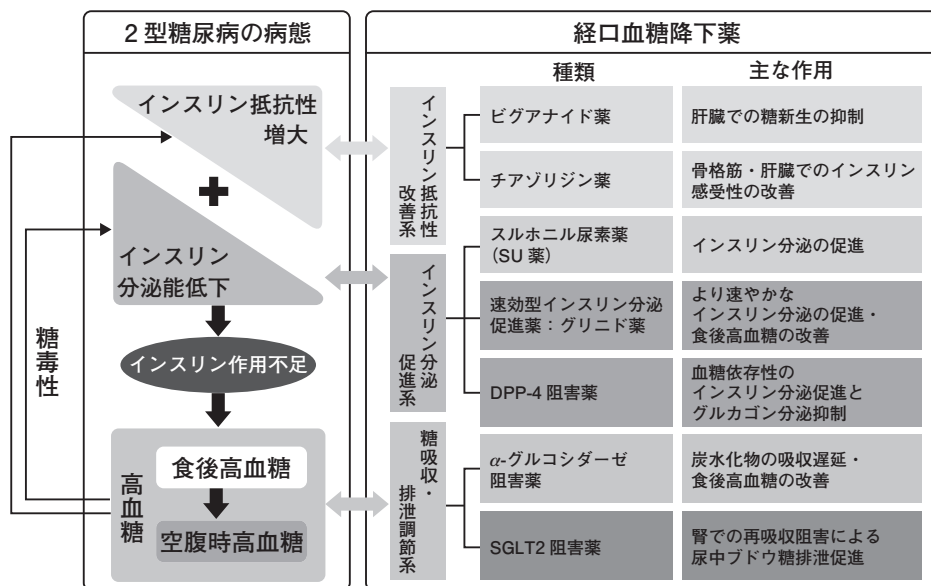 2型糖尿病の病態
インスリン抵抗性
増大
インスリン
分泌能低下
インスリン作用不足
糖毒性
高血糖
食後高血糖
空腹時高血糖
経口血糖降下薬
種類
主な作用
インスリン抵抗性
改善系
ビグアナイド薬
肝臓での糖新生の抑制
チアゾリジン薬
骨格筋・肝臓でのインスリン
感受性の改善
インスリン分泌
促進系
スルホニル尿素薬
(SU 薬)
インスリン分泌の促進
速効型インスリン分泌
促進薬：グリニド薬
より速やかな
インスリン分泌の促進・
食後高血糖の改善
DPP-4 阻害薬
血糖依存性の
インスリン分泌促進と
グルカゴン分泌抑制
糖吸収・
排泄調節系
α-グルコシダーゼ
阻害薬
炭水化物の吸収遅延・
食後高血糖の改善
SGLT2 阻害薬
腎での再吸収阻害による
尿中ブドウ糖排泄促進